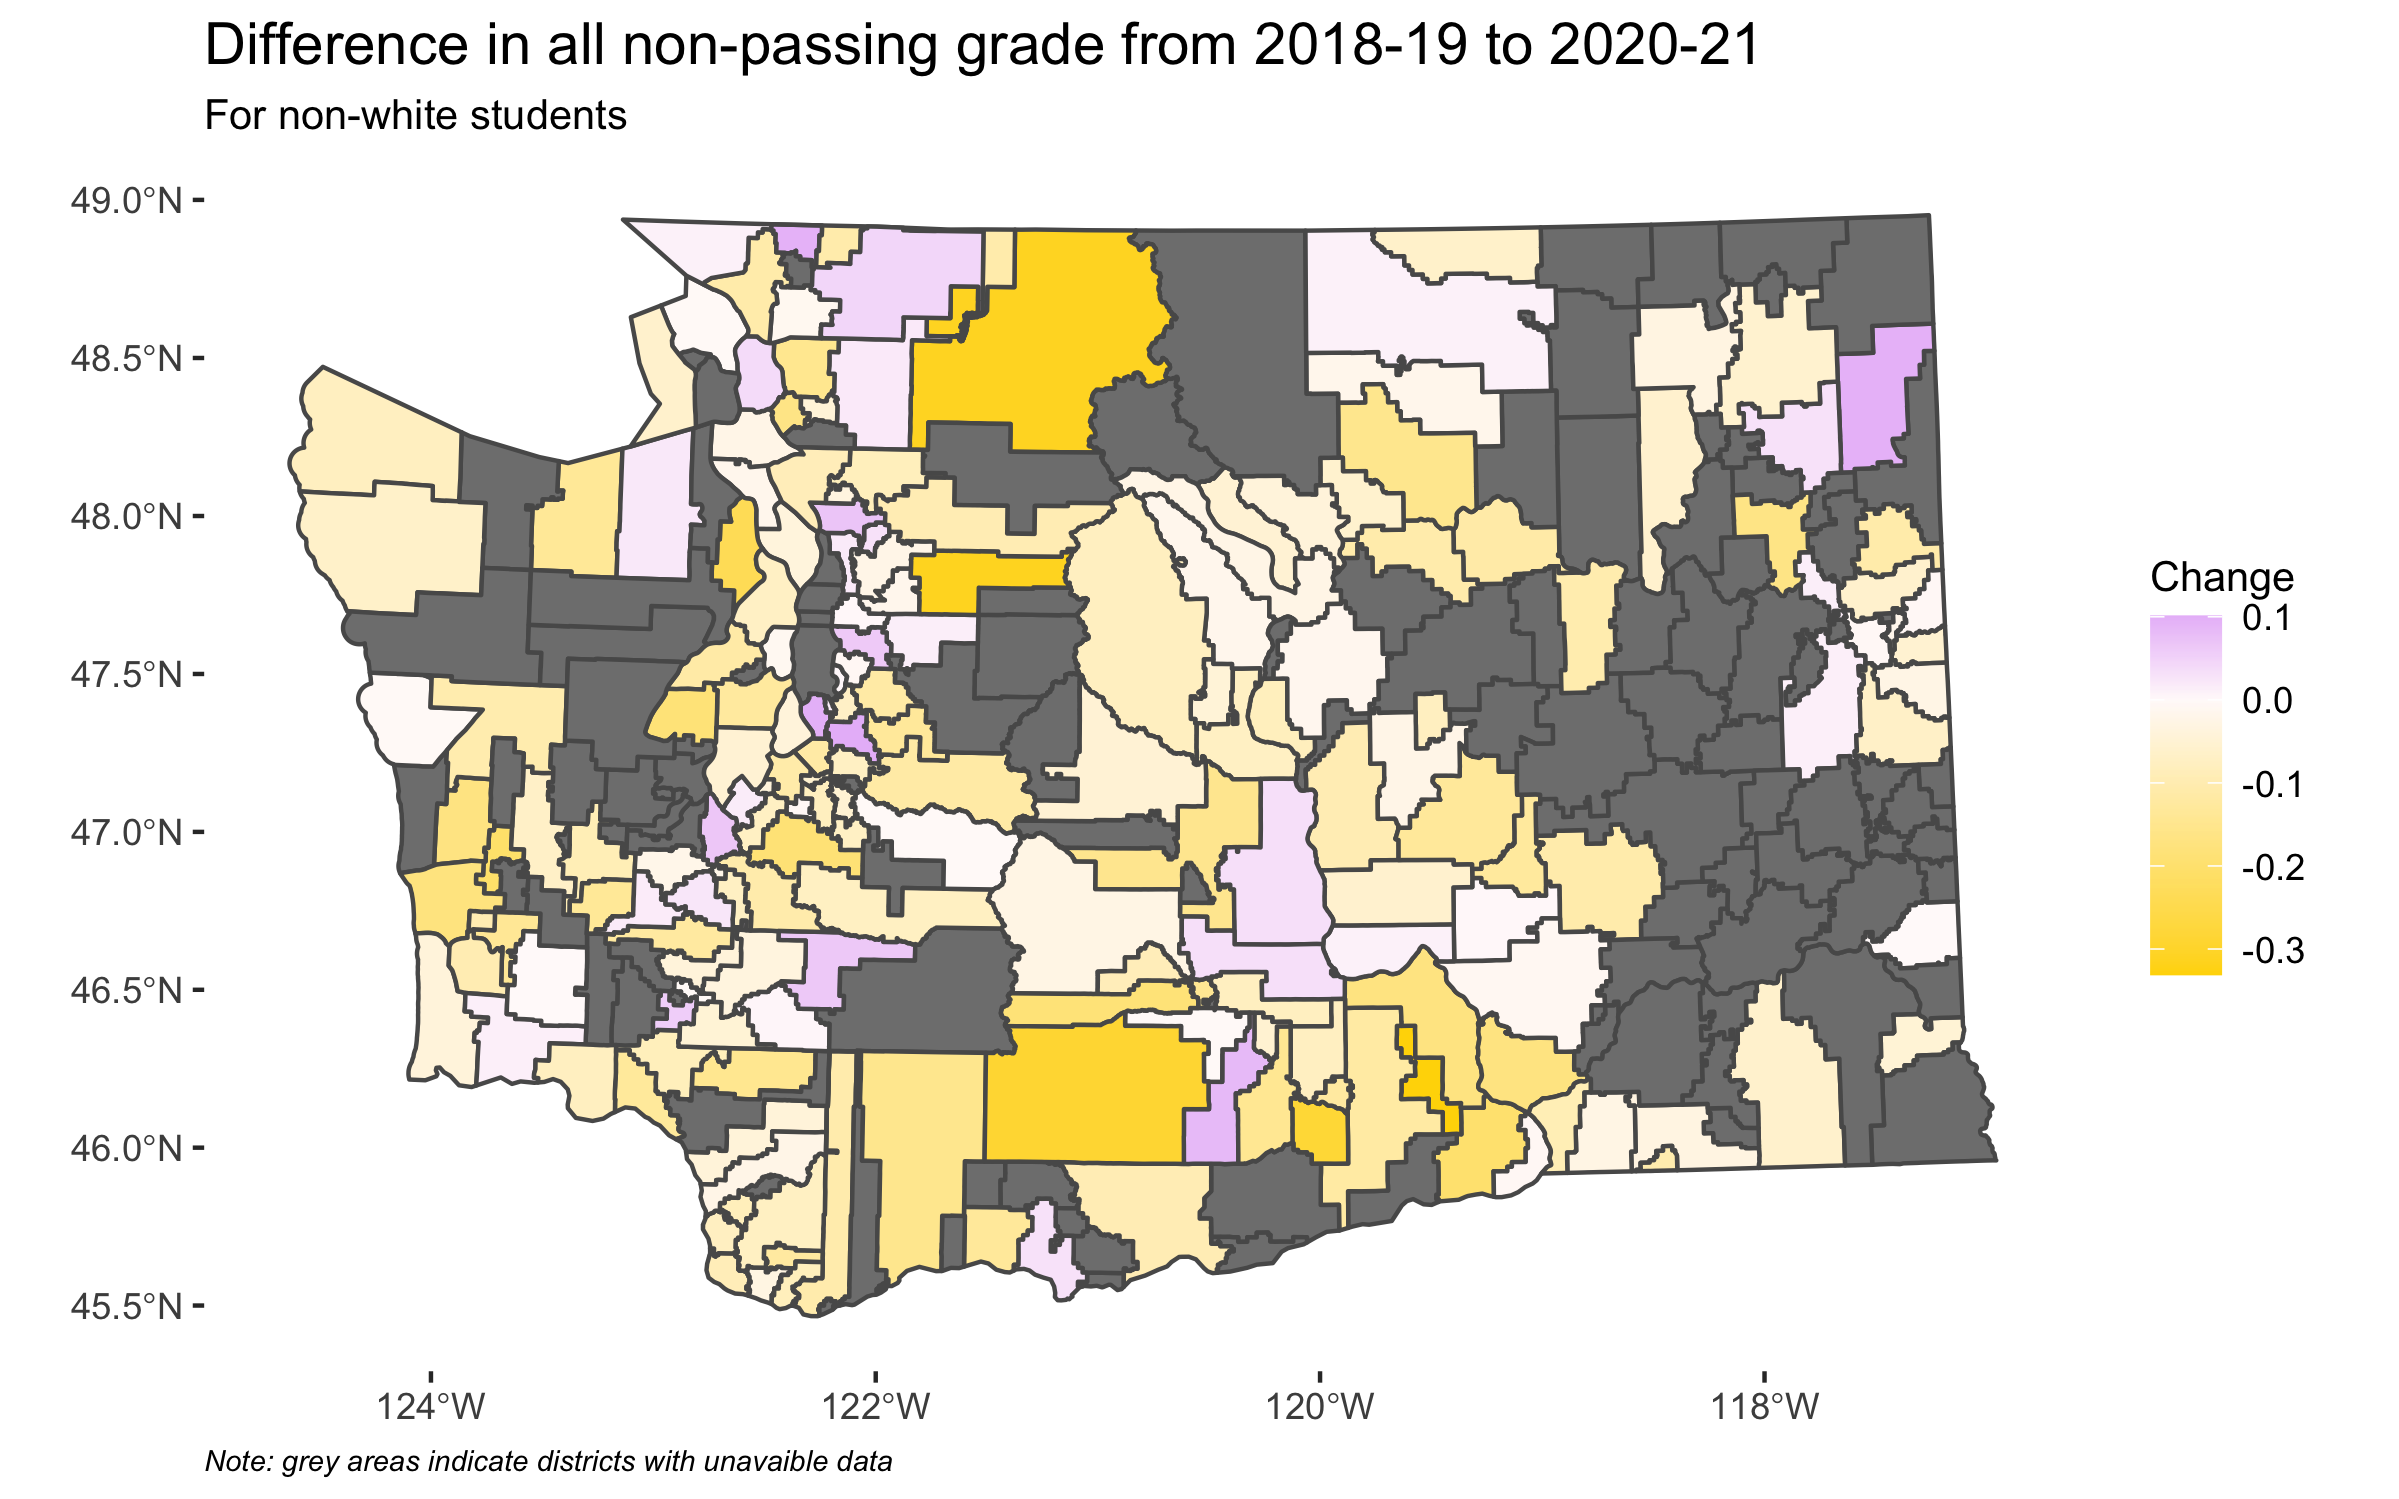 Difference in all non-passing grade from 2018-19 to 2020-21
For non-white students
49.0°N
48.5°N
48.0°N
47.5°N
47.0°N
46.5°N
46.0°N
45.5°N
124°W
122°W
120°W
118°W
Change
0.1
0.0
-0.1
-0.2
-0.3
Note: grey areas indicate districts with unavaible data